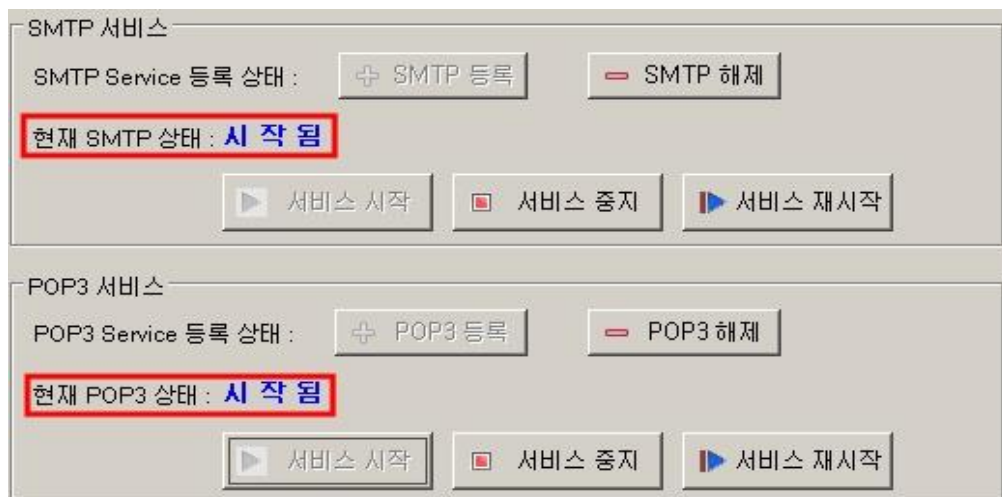 SMTP 서비스
SMTP Service 등록 상태 : SMTP 등록 SMTP 해제
현재 SMTP 상태 : 시 작 됨
서비스 시작 서비스 중지 서비스 재시작
POP3 서비스
POP3 Service 등록 상태 : POP3 등록 POP3 해제
현재 POP3 상태 : 시 작 됨
서비스 시작 서비스 중지 서비스 재시작